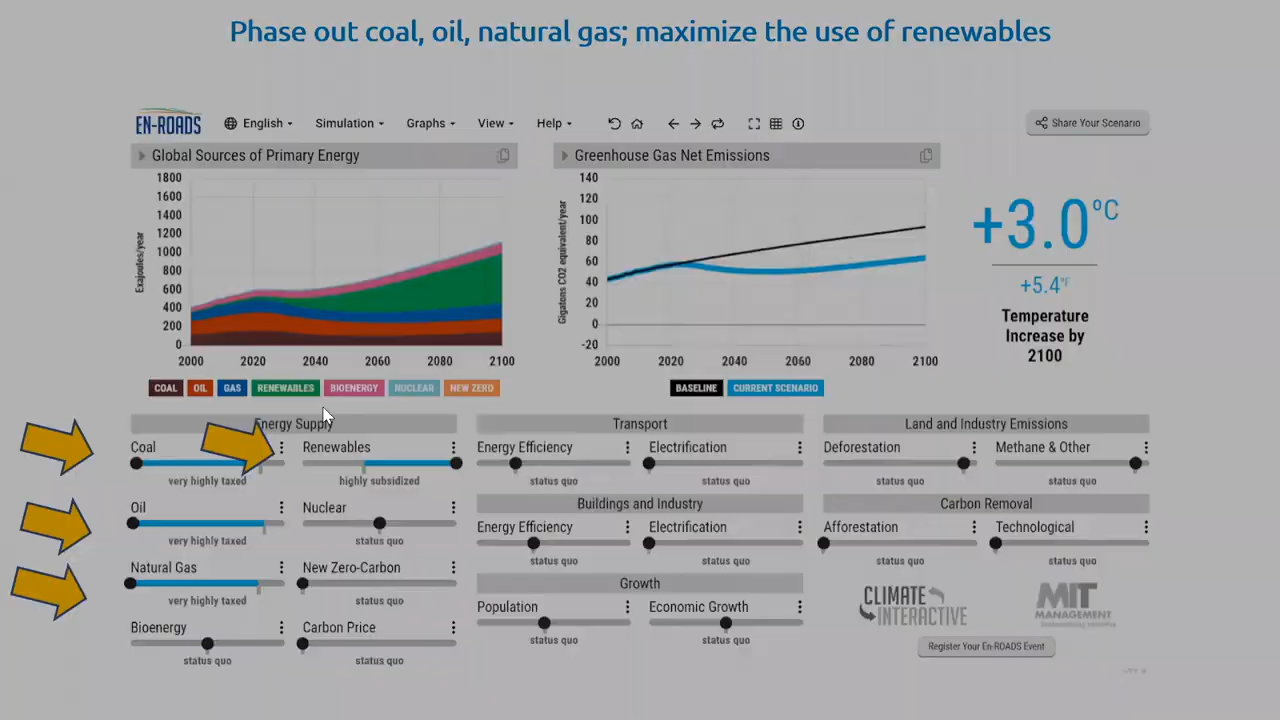 Phase out coal, oil, natural gas; maximize the use of renewables
EN-ROADS
English
Simulation
Graphs
View
Help
Share Your Scenario
Global Sources of Primary Energy
Greenhouse Gas Net Emissions
1800
1600
1400
1200
1000
800
600
400
200
0
Exajoules/year
2000 2020 2040 2060 2080 2100
COAL OIL GAS RENEWABLES BIOENERGY NUCLEAR NEW ZERO
140
120
100
80
60
40
20
0
-20
Gigatons CO2 equivalent/year
2000 2020 2040 2060 2080 2100
BASELINE CURRENT SCENARIO
+3.0°C
+5.4°F
Temperature
Increase by
2100
Energy Supply
Coal
very highly taxed
Renewables
highly subsidized
Oil
very highly taxed
Nuclear
status quo
Natural Gas
very highly taxed
New Zero-Carbon
status quo
Bioenergy
status quo
Carbon Price
status quo
Transport
Energy Efficiency
status quo
Electrification
status quo
Buildings and Industry
Energy Efficiency
status quo
Electrification
status quo
Growth
Population
status quo
Economic Growth
status quo
Land and Industry Emissions
Deforestation
status quo
Methane & Other
status quo
Carbon Removal
Afforestation
status quo
Technological
status quo
CLIMATE
INTERACTIVE
MIT
MANAGEMENT
Register Your En-ROADS Event